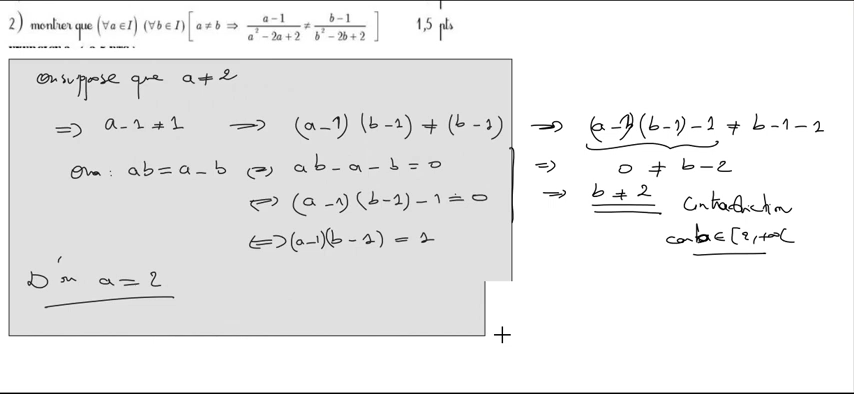 2) montrer que (∀a ∈ I) (∀b ∈ I) [ a ≠ b ⇒ (a-1)/(a²-2a+2) ≠ (b-1)/(b²-2b+2) ] 1,5 pts
On suppose que a ≠ 2
⇒ a-1 ≠ 1 ⇒ (a-1)(b-1) ≠ (b-1) ⇒ (a-1)(b-1)-1 ≠ b-1-1
On a : ab = a-b ⇔ ab-a-b = 0 ⇒ 0 ≠ b-2
⇔ (a-1)(b-1)-1 = 0 ⇒ b ≠ 2 Contradiction
⇔ (a-1)(b-1) = 1 ∈ [2,+∞[
D'où a = 2